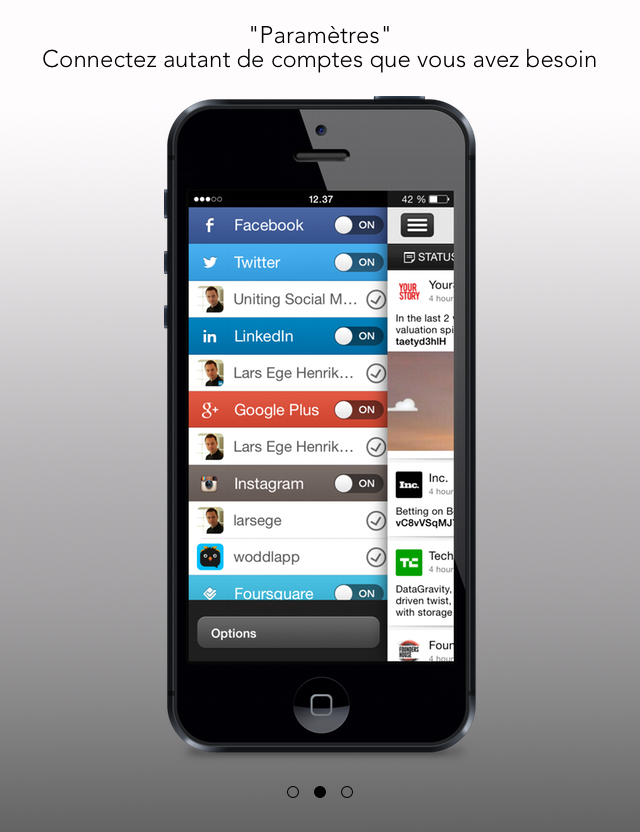 "Paramètres"
Connectez autant de comptes que vous avez besoin
12.37
42 %
Facebook ON
Twitter ON
Uniting Social M...
LinkedIn ON
Lars Ege Henrik...
Google Plus ON
Lars Ege Henrik...
Instagram ON
larsege
woddlapp
Foursquare ON
Options
STATUS
YOUR
STORY
Your
4 hour
In the last 2
valuation spi
taetyd3hlH
Inc.
Inc.
4 hour
Betting on B
vC8vVSqMJ
TC
Tech
4 hour
DataGravity,
driven twist,
with storage
FOUNDERS
HOUSE
Foun
4 hour